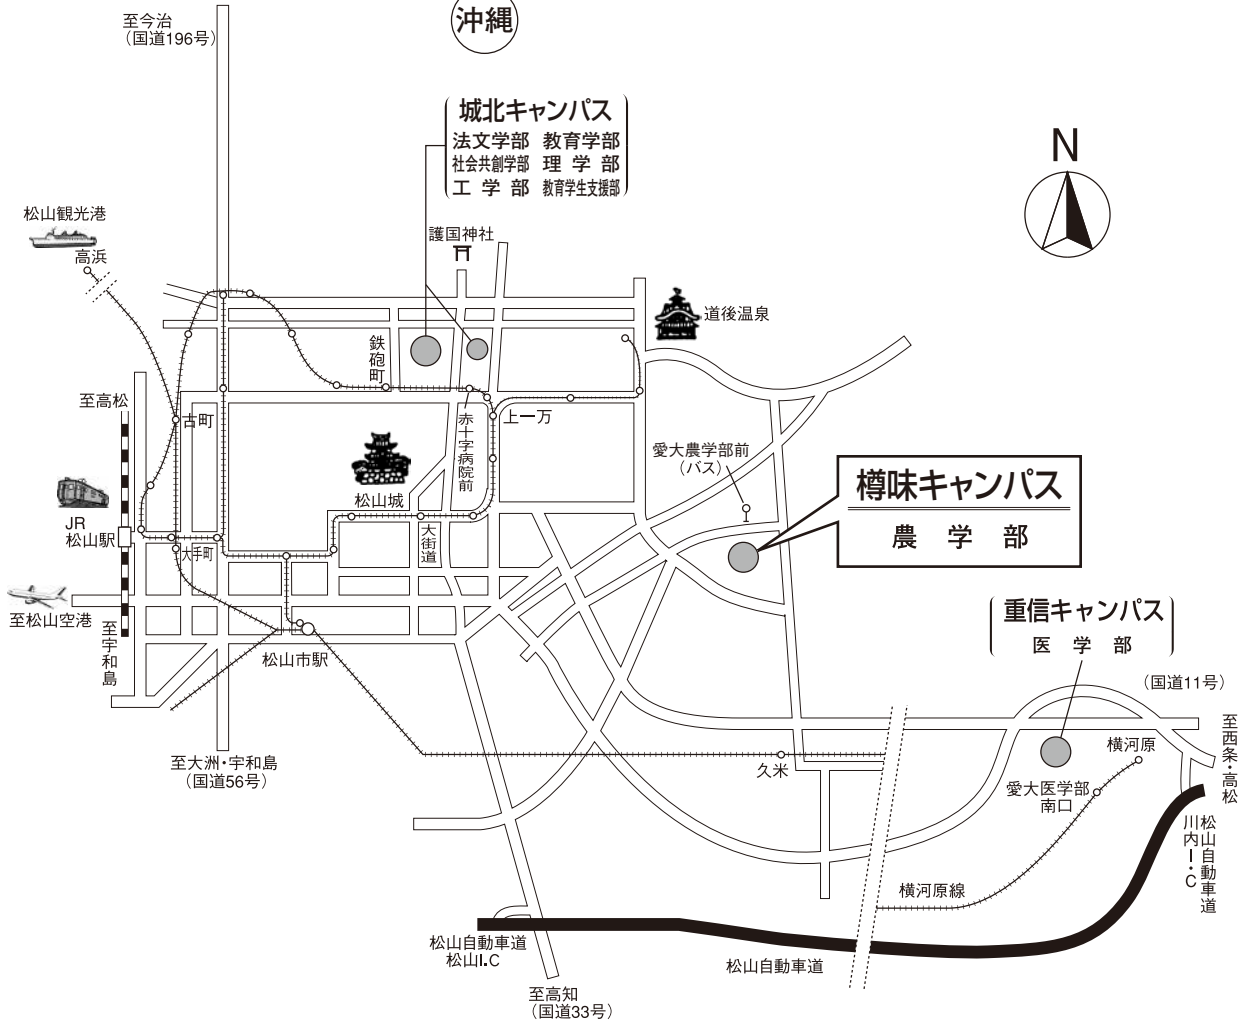 沖縄
至今治
（国道196号）
城北キャンパス
法文学部 教育学部
社会共創学部 理学部
工学部 教育学生支援部
N
松山観光港
高浜
護国神社
道後温泉
鉄砲町
至高松
古町
赤十字病院前
上一万
愛大農学部前
（バス）
樽味キャンパス
農学部
松山城
JR
松山駅
大手町
大街道
至松山空港
至宇和島
松山市駅
重信キャンパス
医学部
（国道11号）
至西条・高松
横河原
久米
愛大医学部
南口
至大洲・宇和島
（国道56号）
松山自動車道
川内I・C
横河原線
松山自動車道
松山I.C
松山自動車道
至高知
（国道33号）